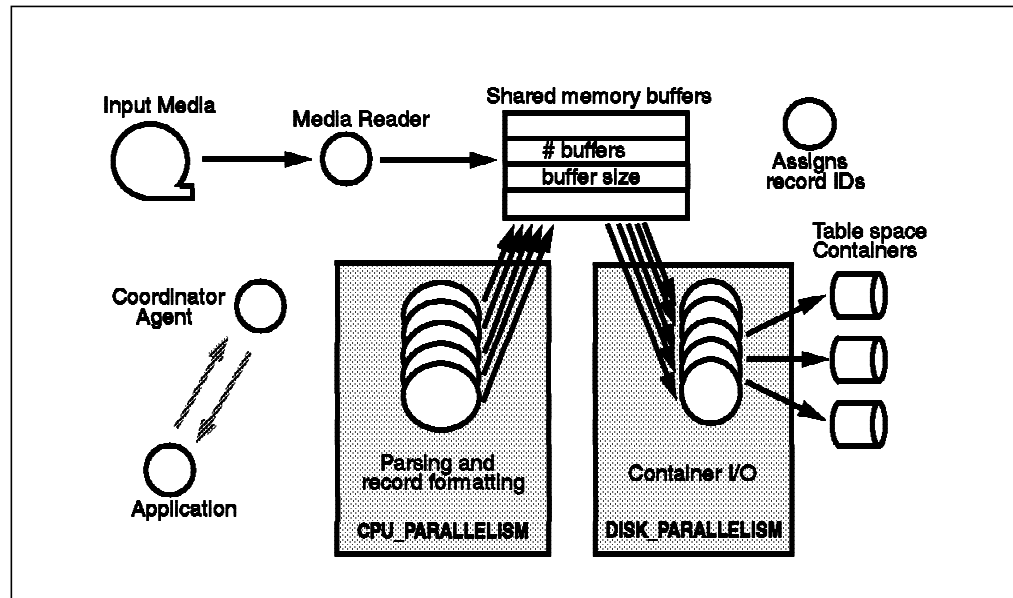 Input Media
Media Reader
Shared memory buffers
# buffers
buffer size
Assigns
record IDs
Table space
Containers
Coordinator
Agent
Application
Parsing and
record formatting
CPU_PARALLELISM
Container I/O
DISK_PARALLELISM